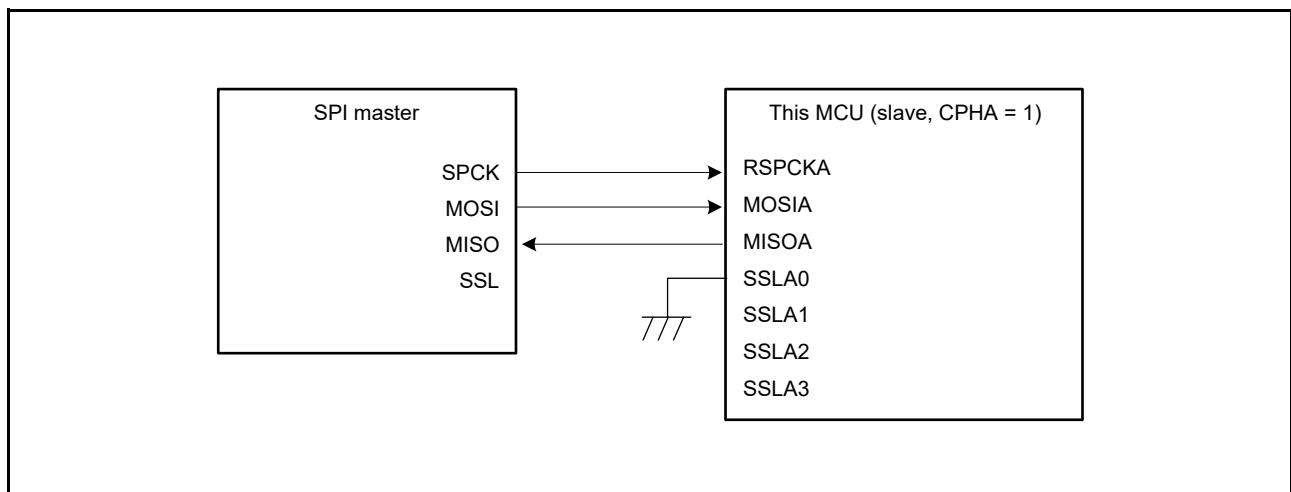 SPI master
SPCK
MOSI
MISO
SSL
This MCU (slave, CPHA = 1)
RSPCKA
MOSIA
MISOA
SSLA0
SSLA1
SSLA2
SSLA3